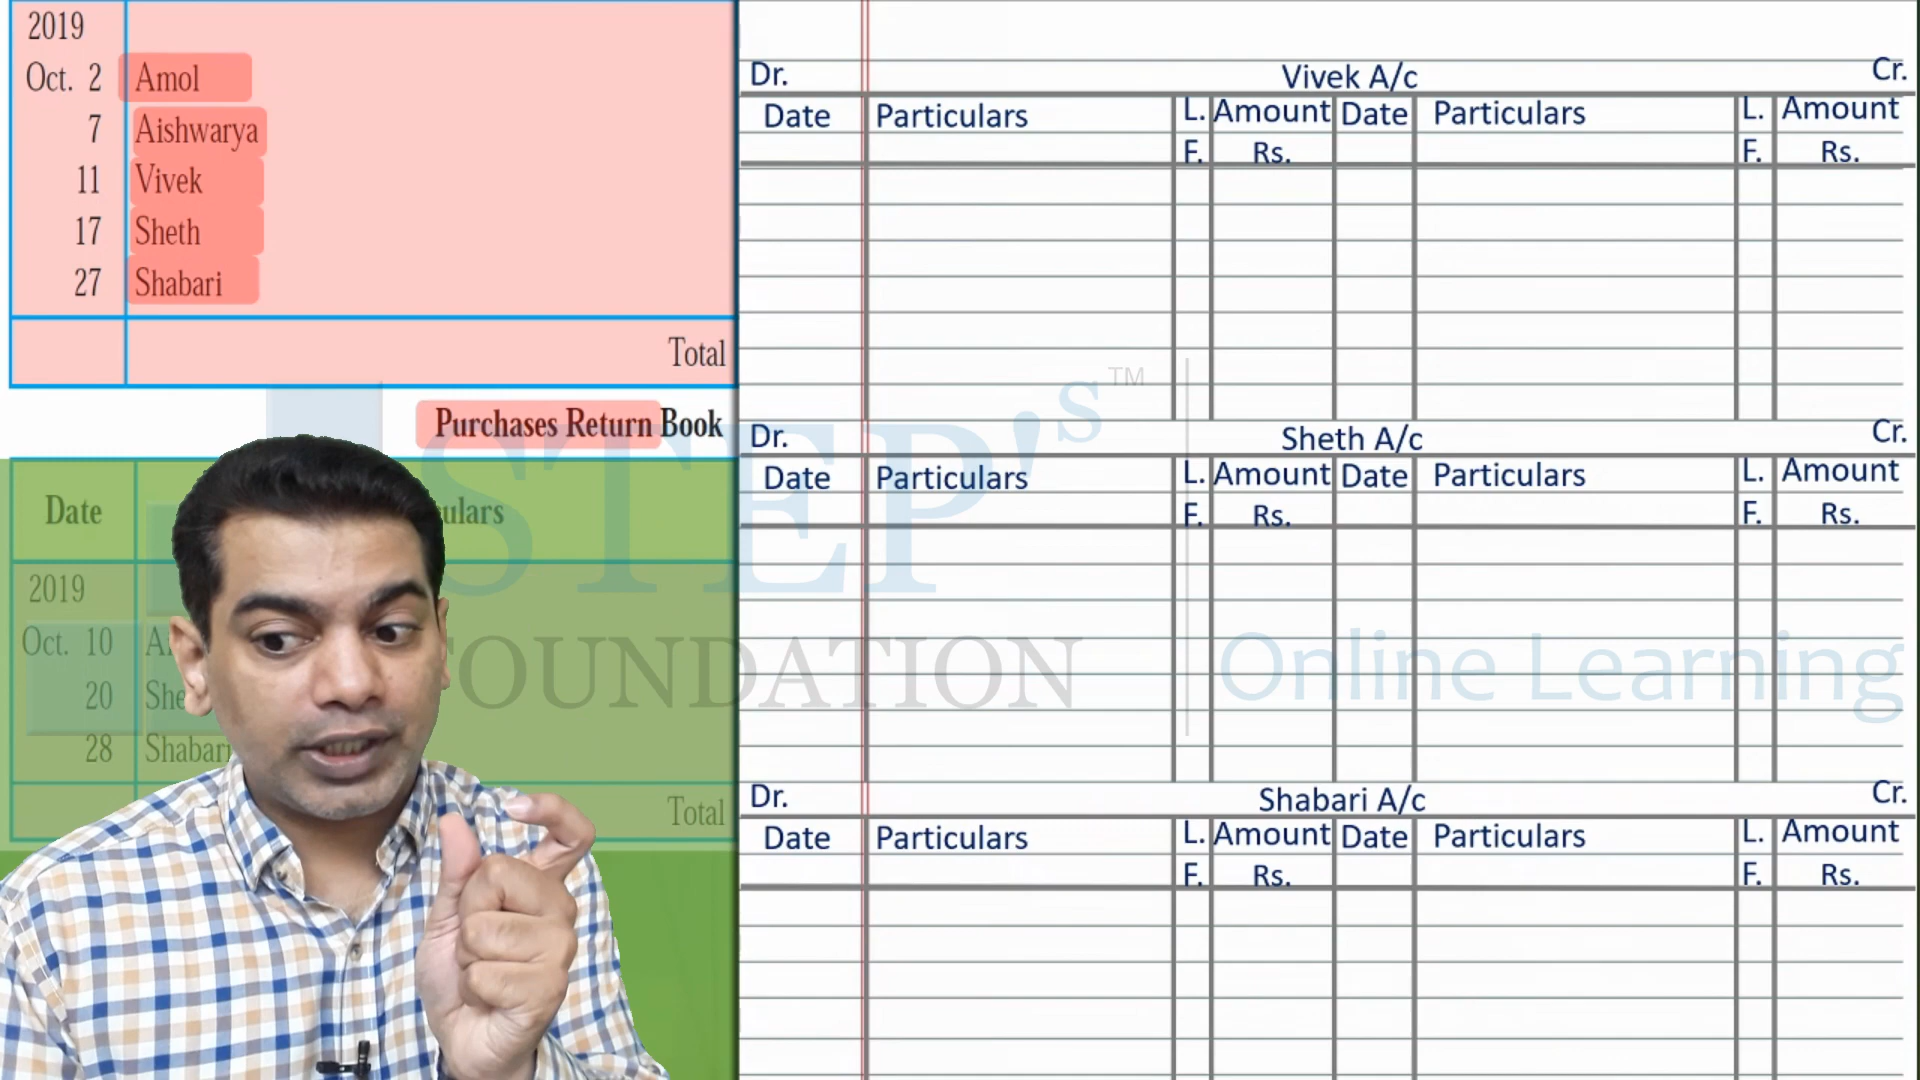 2019
Oct. 2 Amol
7 Aishwarya
11 Vivek
17 Sheth
27 Shabari
Total
Purchases Return Book
Date
2019
Oct. 10
20
28 Shabari
Total
Dr. Vivek A/c Cr.
Date Particulars L. F. Amount Rs. Date Particulars L. F. Amount Rs.
Dr. Sheth A/c Cr.
Date Particulars L. F. Amount Rs. Date Particulars L. F. Amount Rs.
Dr. Shabari A/c Cr.
Date Particulars L. F. Amount Rs. Date Particulars L. F. Amount Rs.
STEP's TM
FOUNDATION
Online Learning